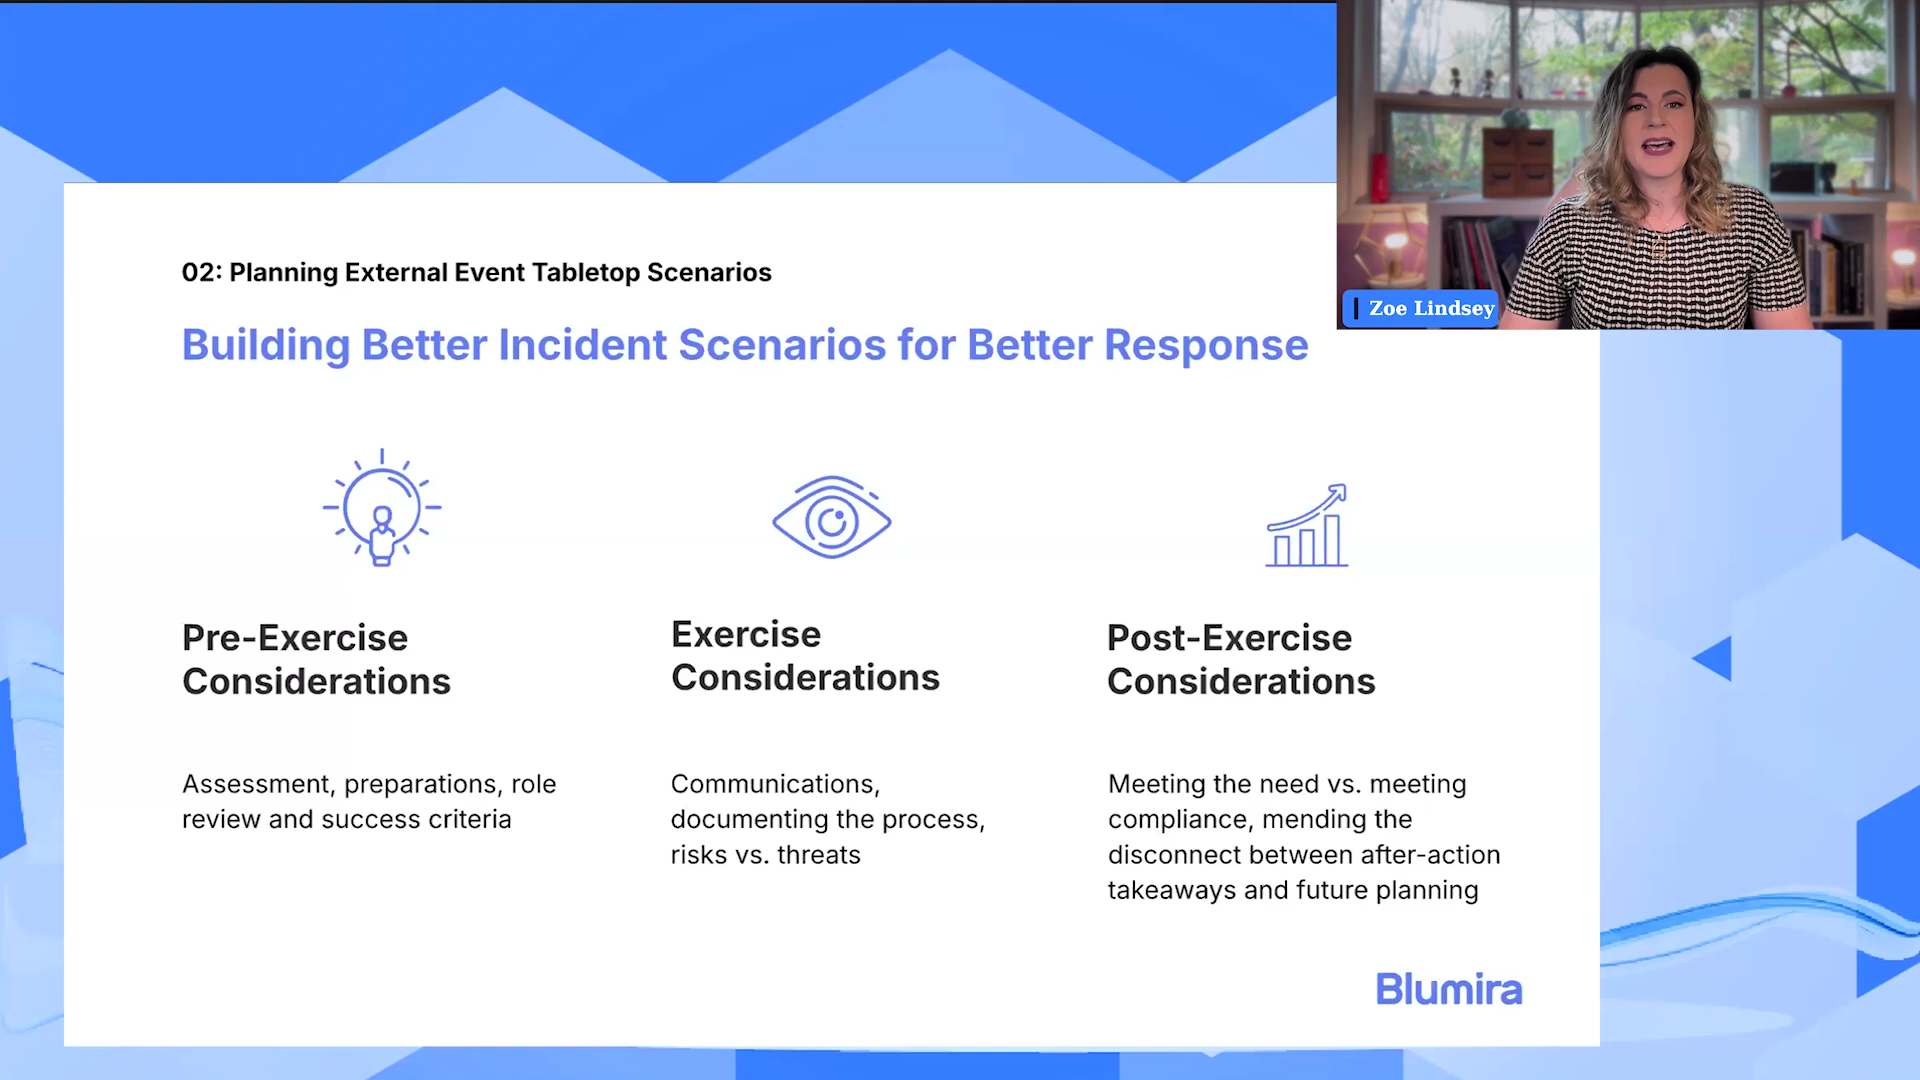 02: Planning External Event Tabletop Scenarios
Building Better Incident Scenarios for Better Response
Zoe Lindsey
Pre-Exercise
Considerations
Assessment, preparations, role
review and success criteria
Exercise
Considerations
Communications,
documenting the process,
risks vs. threats
Post-Exercise
Considerations
Meeting the need vs. meeting
compliance, mending the
disconnect between after-action
takeaways and future planning
Blumira